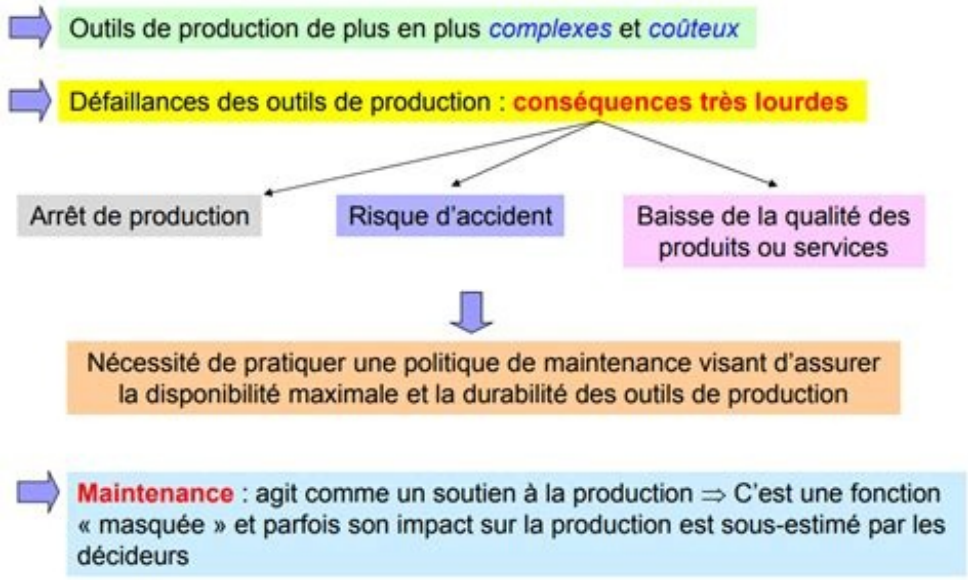 Outils de production de plus en plus complexes et coûteux
Défaillances des outils de production : conséquences très lourdes
Arrêt de production
Risque d'accident
Baisse de la qualité des
produits ou services
Nécessité de pratiquer une politique de maintenance visant d'assurer
la disponibilité maximale et la durabilité des outils de production
Maintenance : agit comme un soutien à la production ⇒ C'est une fonction
« masquée » et parfois son impact sur la production est sous-estimé par les
décideurs